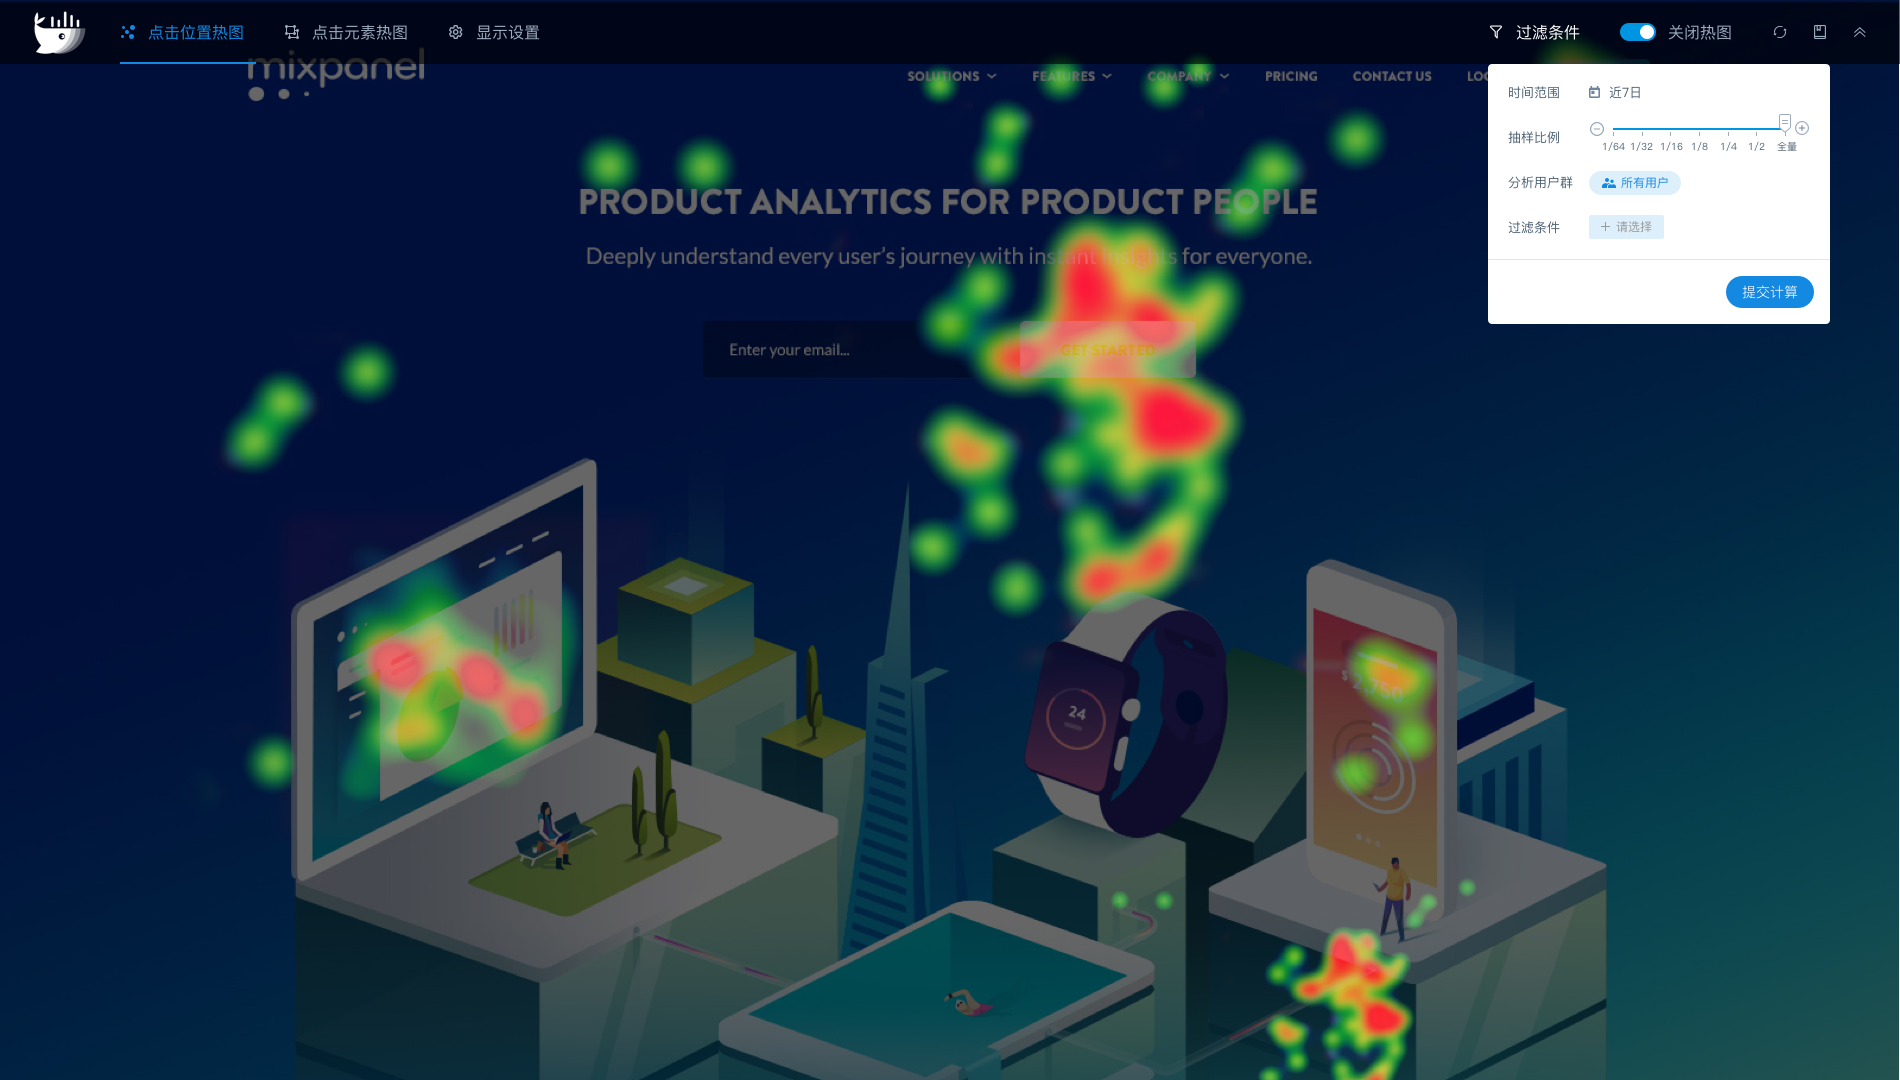 点击位置热图
点击元素热图
显示设置
过滤条件
关闭热图
mixpanel
SOLUTIONS
FEATURES
COMPANY
PRICING
CONTACT US
时间范围
近7日
抽样比例
1/64 1/32 1/16 1/8 1/4 1/2 全量
分析用户群
所有用户
过滤条件
+ 请选择
提交计算
PRODUCT ANALYTICS FOR PRODUCT PEOPLE
Deeply understand every user's journey with instant insights for everyone.
Enter your email...
GET STARTED
$2,750
24